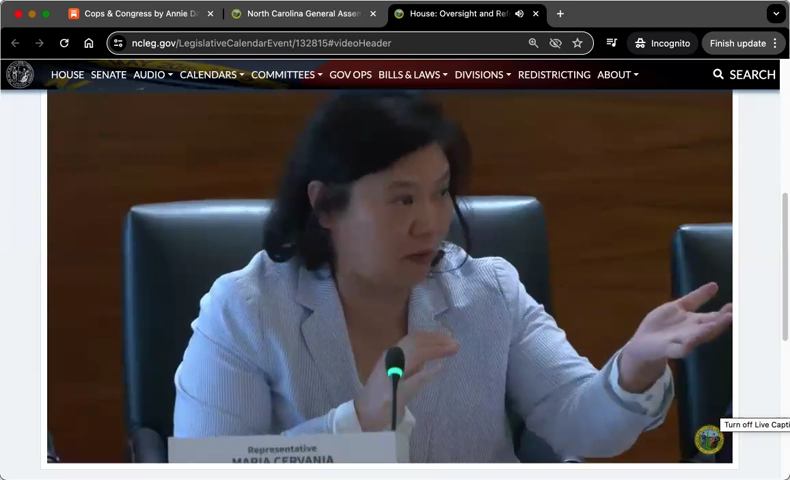 Cops & Congress by Annie D
North Carolina General Assem
House: Oversight and Ref
Finish update
ncleg.gov/LegislativeCalendarEvent/132815#videoHeader
Incognito
HOUSE SENATE AUDIO CALENDARS COMMITTEES GOV OPS BILLS & LAWS DIVISIONS REDISTRICTING ABOUT SEARCH
Turn off Live Capti
Representative
MARIA CERVANIA